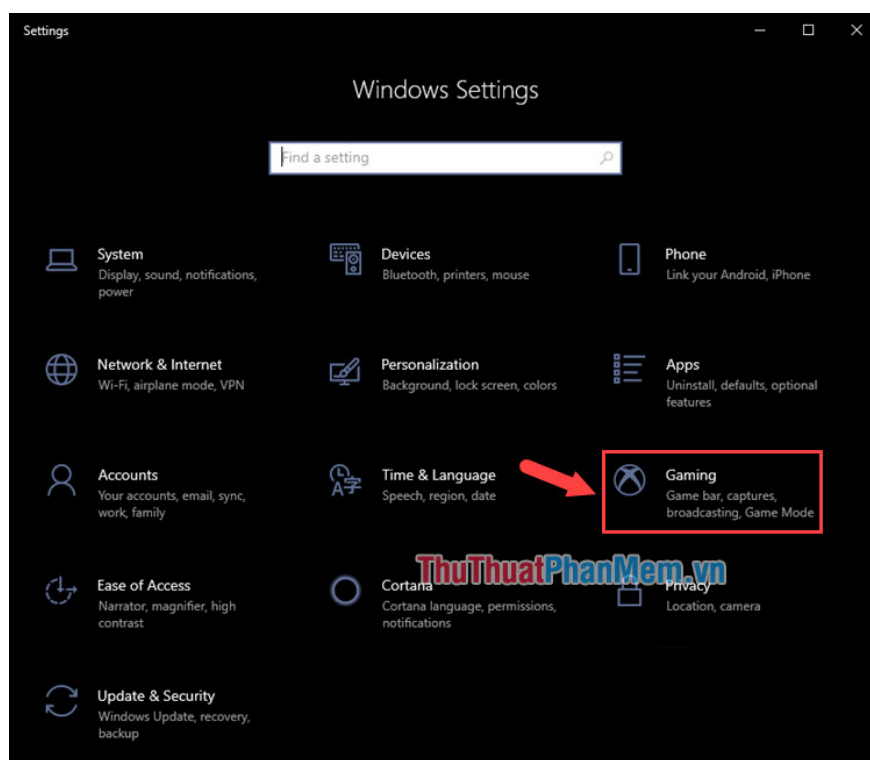 Settings
Windows Settings
Find a setting
System
Display, sound, notifications,
power
Devices
Bluetooth, printers, mouse
Phone
Link your Android, iPhone
Network & Internet
Wi-Fi, airplane mode, VPN
Personalization
Background, lock screen, colors
Apps
Uninstall, defaults, optional
features
Accounts
Your accounts, email, sync,
work, family
Time & Language
Speech, region, date
Gaming
Game bar, captures,
broadcasting, Game Mode
ThuThuatPhanMem.vn
Ease of Access
Narrator, magnifier, high
contrast
Cortana
Cortana language, permissions,
notifications
Privacy
Location, camera
Update & Security
Windows Update, recovery,
backup